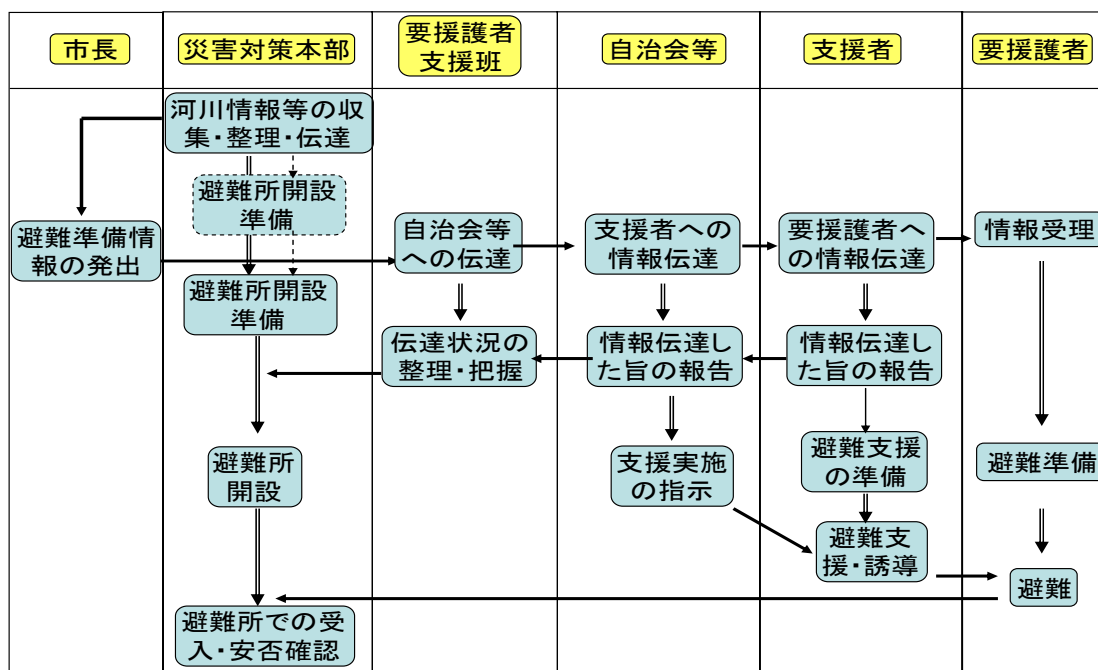 市長
災害対策本部
要援護者
支援班
自治会等
支援者
要援護者
河川情報等の収
集・整理・伝達
避難所開設
準備
避難準備情
報の発出
自治会等
への伝達
支援者への
情報伝達
要援護者へ
の情報伝達
情報受理
避難所開設
準備
伝達状況の
整理・把握
情報伝達し
た旨の報告
情報伝達し
た旨の報告
避難所
開設
支援実施
の指示
避難支援
の準備
避難準備
避難支
援・誘導
避難
避難所での受
入・安否確認